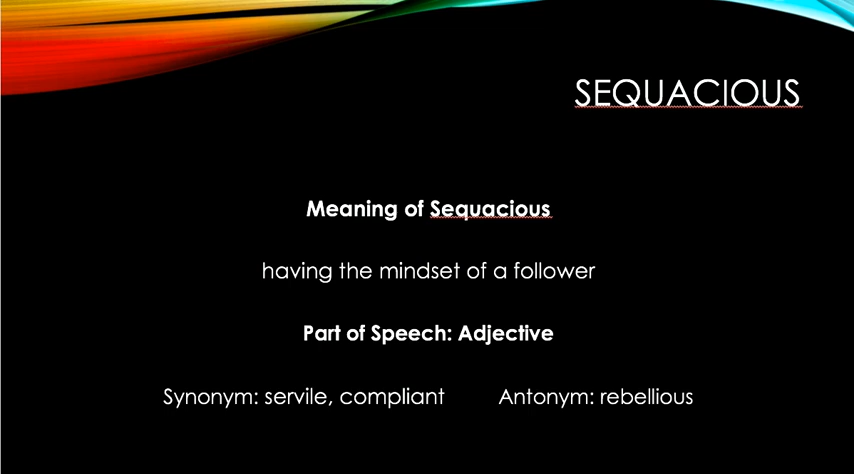 SEQUACIOUS
Meaning of Sequacious
having the mindset of a follower
Part of Speech: Adjective
Synonym: servile, compliant Antonym: rebellious